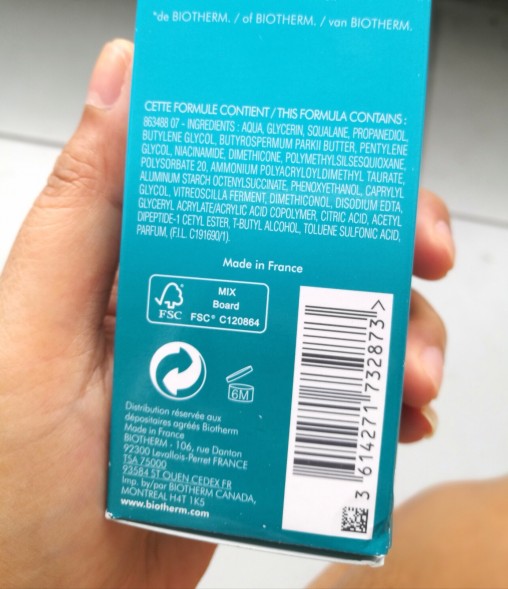 *de BIOTHERM. / of BIOTHERM. / van BIOTHERM.
CETTE FORMULE CONTIENT / THIS FORMULA CONTAINS :
863488 07 - INGREDIENTS : AQUA, GLYCERIN, SQUALANE, PROPANEDIOL,
BUTYLENE GLYCOL, BUTYROSPERMUM PARKII BUTTER, PENTYLENE
GLYCOL, NIACINAMIDE, DIMETHICONE, POLYMETHYLSILSESQUIOXANE,
POLYSORBATE 20, AMMONIUM POLYACRYLOYLDIMETHYL TAURATE,
ALUMINUM STARCH OCTENYLSUCCINATE, PHENOXYETHANOL, CAPRYLYL
GLYCOL, VITREOSCILLA FERMENT, DIMETHICONOL, DISODIUM EDTA,
GLYCERYL ACRYLATE/ACRYLIC ACID COPOLYMER, CITRIC ACID, ACETYL
DIPEPTIDE-1 CETYL ESTER, T-BUTYL ALCOHOL, TOLUENE SULFONIC ACID,
PARFUM, (F.I.L. C191690/1).
Made in France
FSC
MIX
Board
FSC® C120864
6M
Distribution réservée aux
dépositaires agréés Biotherm
Made in France
BIOTHERM - 106, rue Danton
92300 Levallois-Perret FRANCE
TSA 75000
93584 ST OUEN CEDEX FR
Imp. by/par BIOTHERM CANADA,
MONTREAL H4T 1K5
www.biotherm.com
3 614271 732873 >